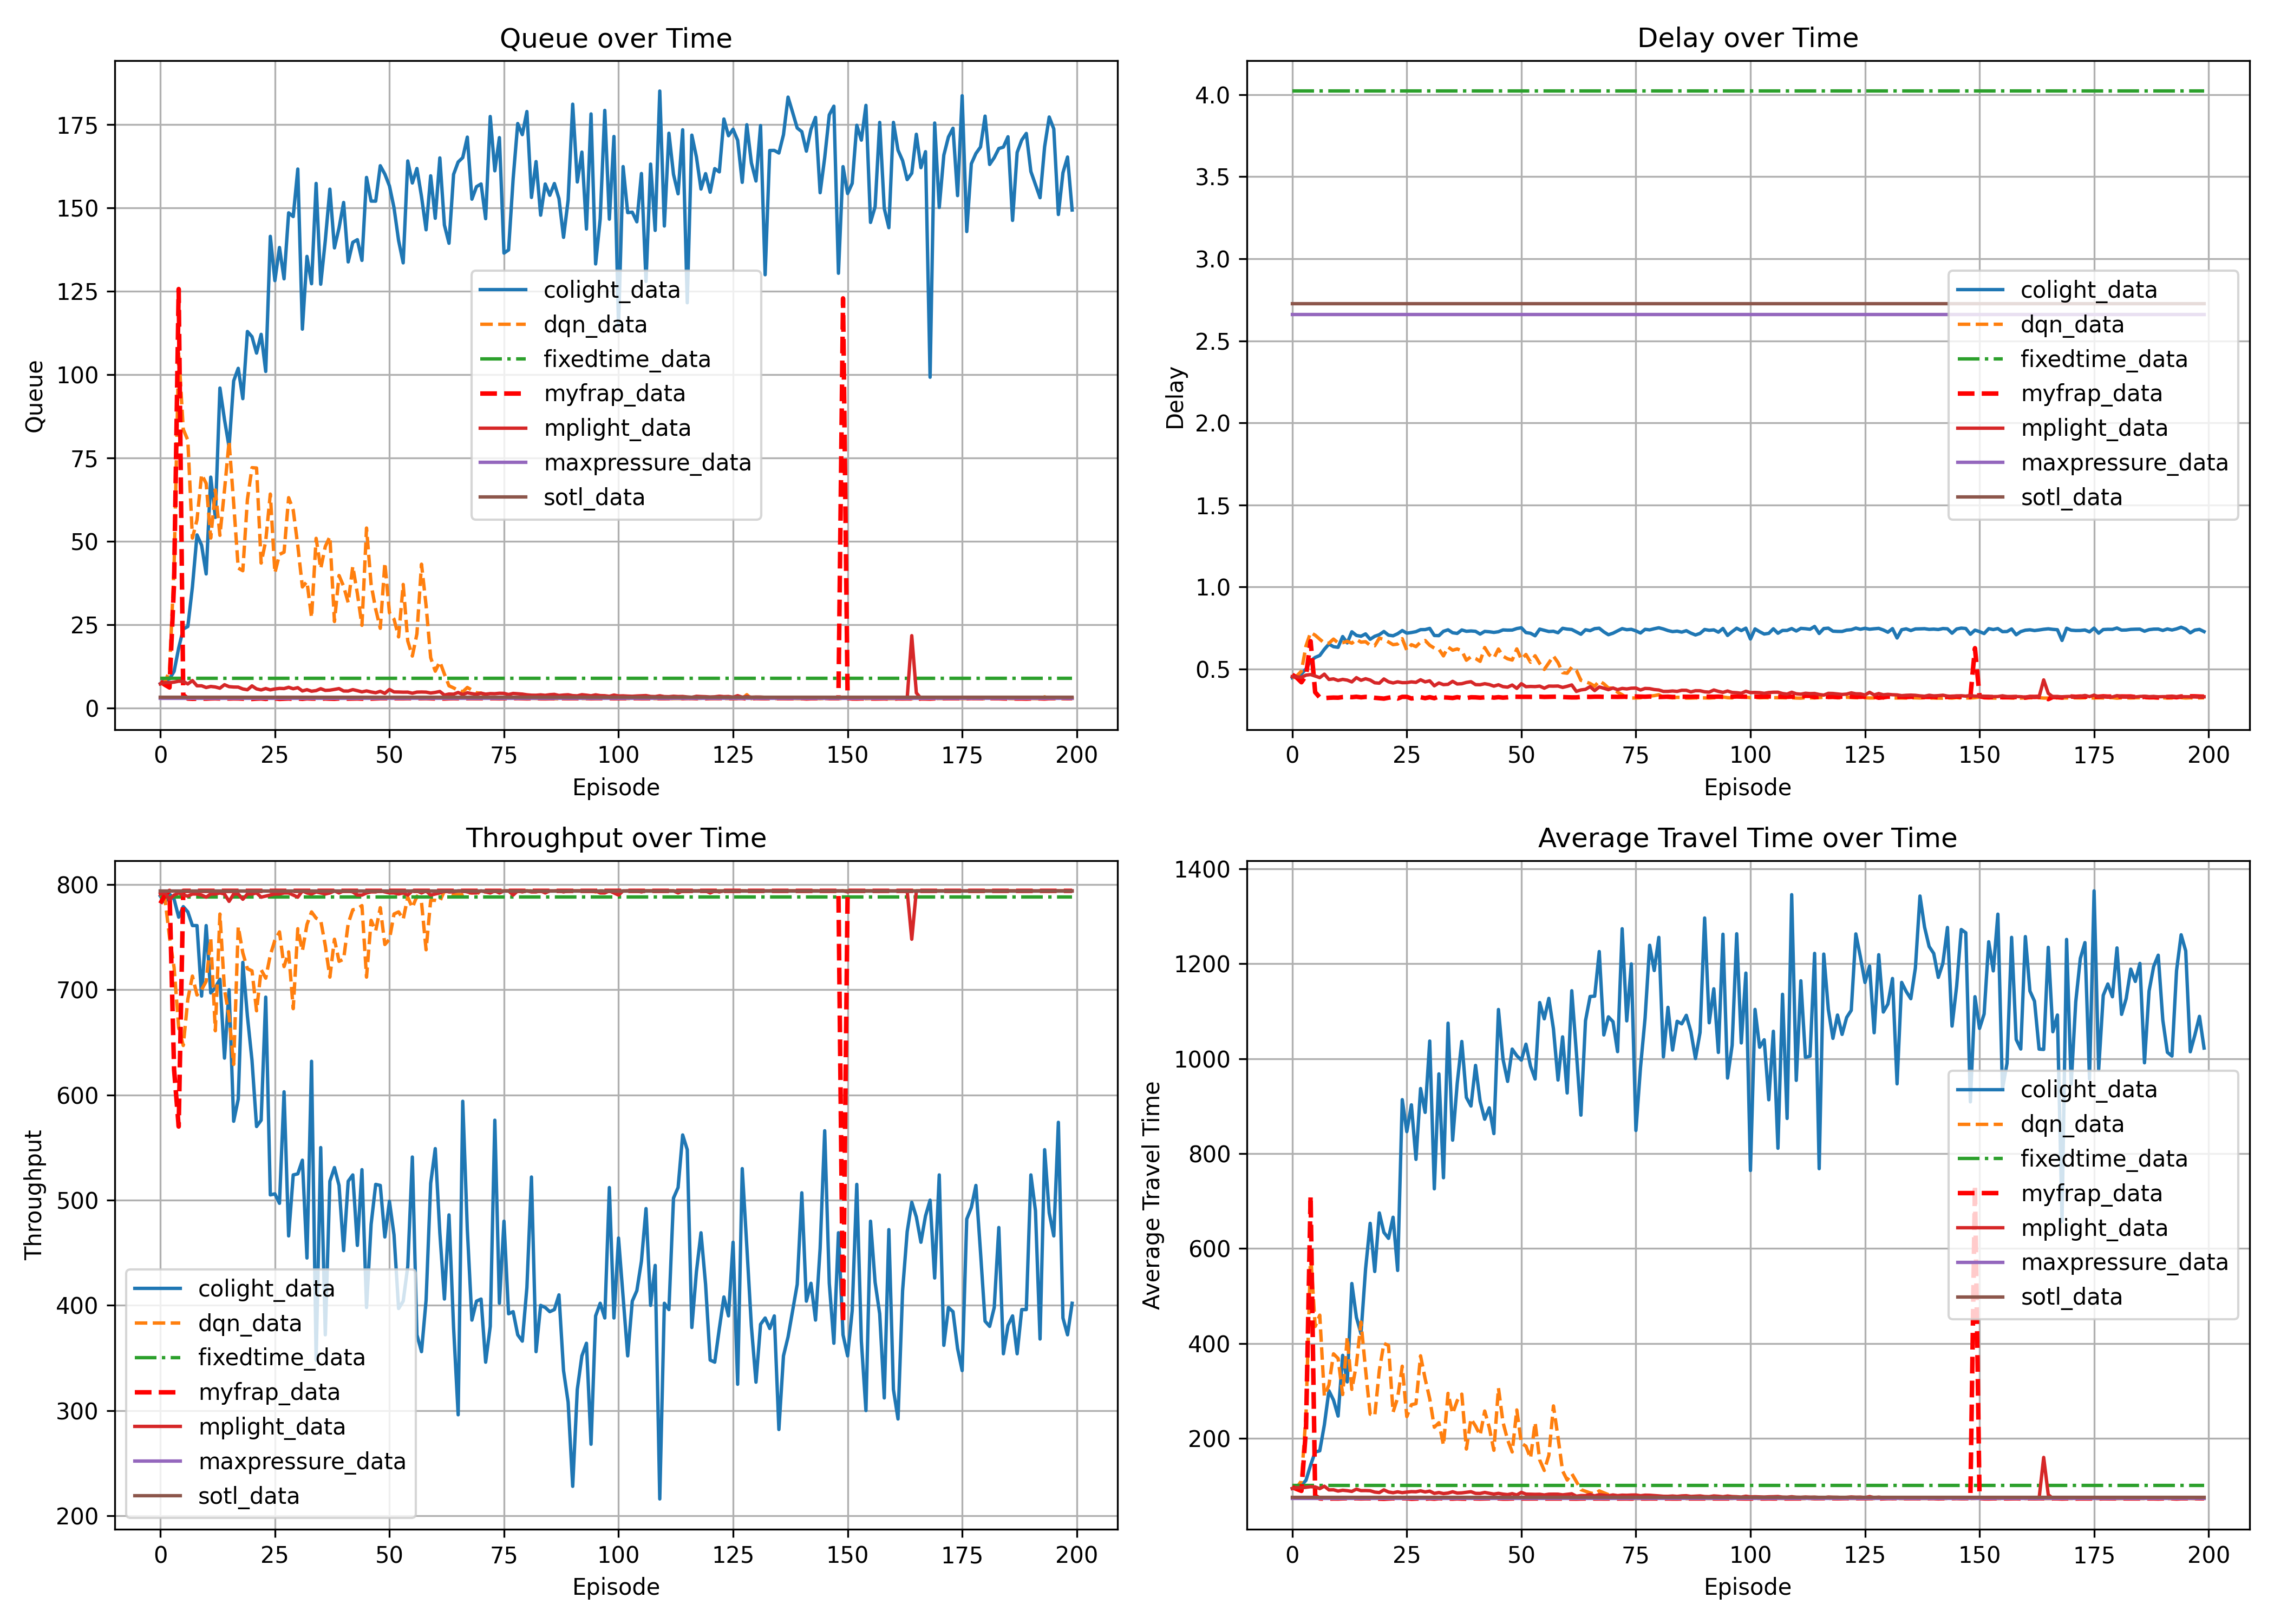 Queue over Time
Queue
175
150
125
100
75
50
25
0
0 25 50 75 100 125 150 175 200
Episode
colight_data
dqn_data
fixedtime_data
myfrap_data
mplight_data
maxpressure_data
sotl_data
Delay over Time
Delay
4.0
3.5
3.0
2.5
2.0
1.5
1.0
0.5
0 25 50 75 100 125 150 175 200
Episode
colight_data
dqn_data
fixedtime_data
myfrap_data
mplight_data
maxpressure_data
sotl_data
Throughput over Time
Throughput
800
700
600
500
400
300
200
0 25 50 75 100 125 150 175 200
Episode
colight_data
dqn_data
fixedtime_data
myfrap_data
mplight_data
maxpressure_data
sotl_data
Average Travel Time over Time
Average Travel Time
1400
1200
1000
800
600
400
200
0 25 50 75 100 125 150 175 200
Episode
colight_data
dqn_data
fixedtime_data
myfrap_data
mplight_data
maxpressure_data
sotl_data